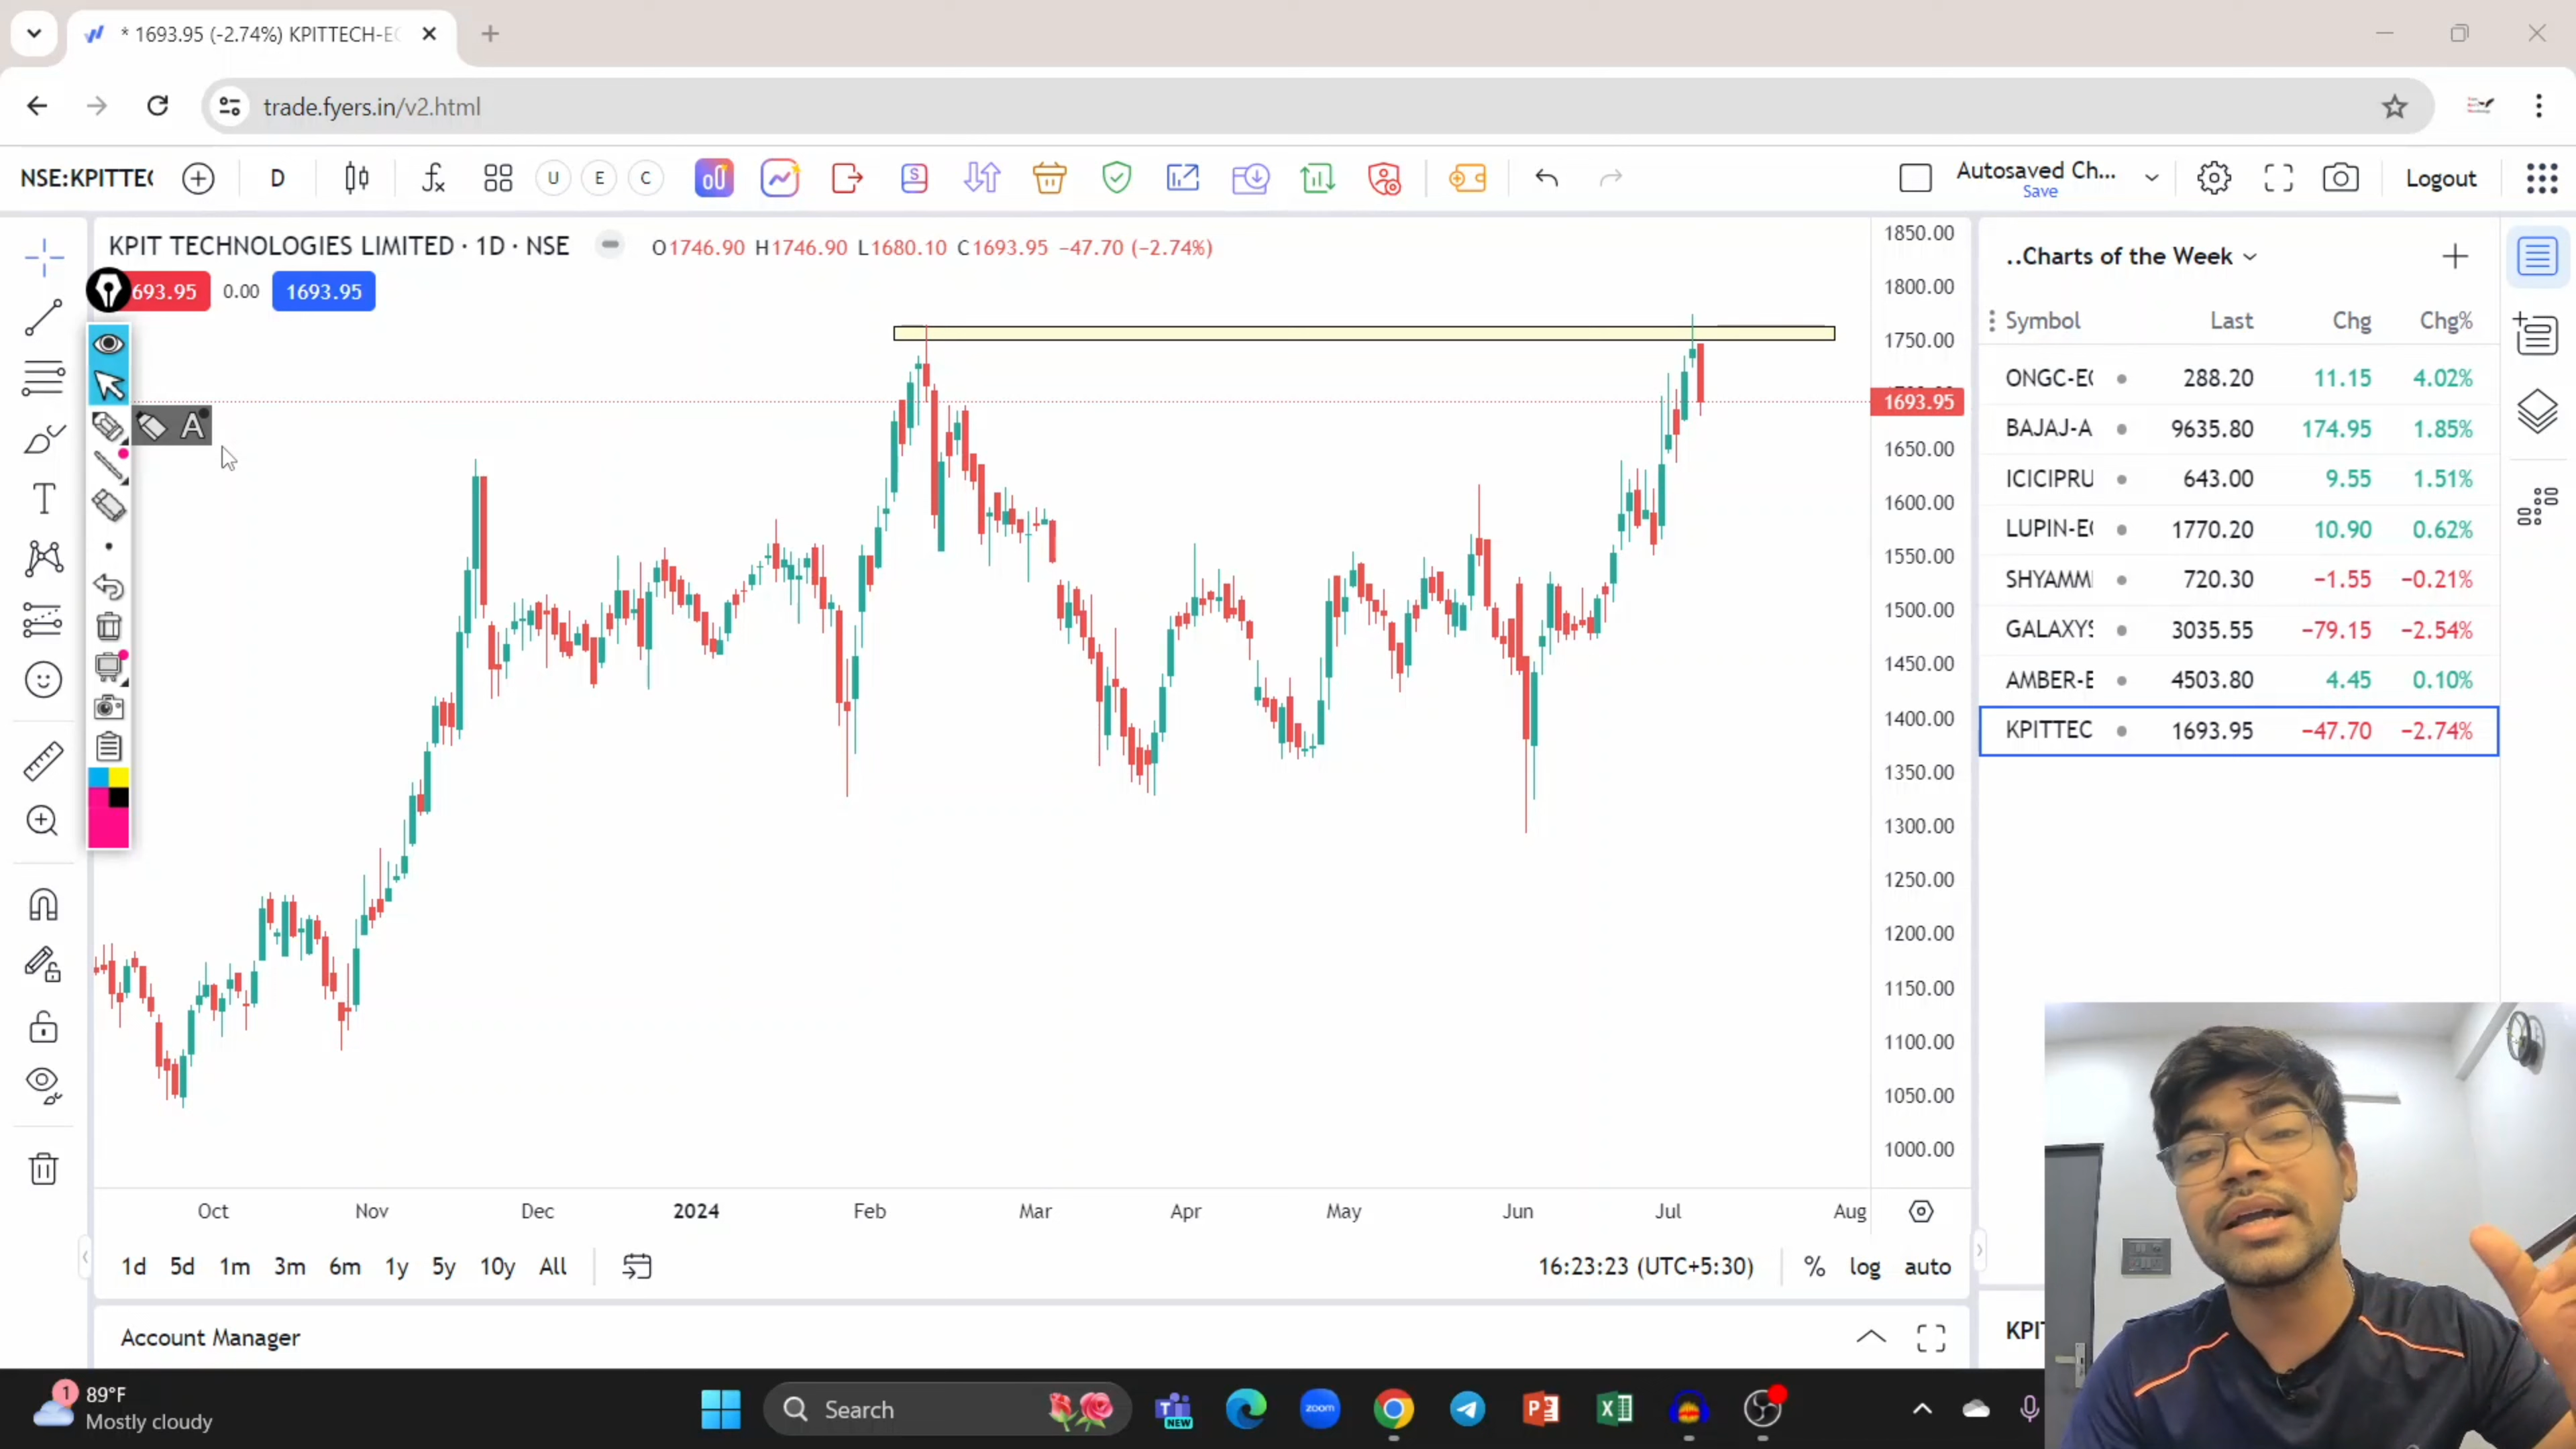 * 1693.95 (-2.74%) KPITTECH-EC
trade.fyers.in/v2.html
NSE:KPITTEC D U E C S Autosaved Ch... Logout
Save
KPIT TECHNOLOGIES LIMITED · 1D · NSE O1746.90 H1746.90 L1680.10 C1693.95 −47.70 (−2.74%)
693.95 0.00 1693.95
A
T
1850.00
1800.00
1750.00
1693.95
1650.00
1600.00
1550.00
1500.00
1450.00
1400.00
1350.00
1300.00
1250.00
1200.00
1150.00
1100.00
1050.00
1000.00
Oct Nov Dec 2024 Feb Mar Apr May Jun Jul Aug
1d 5d 1m 3m 6m 1y 5y 10y All 16:23:23 (UTC+5:30) % log auto
Account Manager
..Charts of the Week
Symbol Last Chg Chg%
ONGC-EC 288.20 11.15 4.02%
BAJAJ-A 9635.80 174.95 1.85%
ICICIPRU 643.00 9.55 1.51%
LUPIN-EC 1770.20 10.90 0.62%
SHYAMM 720.30 −1.55 −0.21%
GALAXYS 3035.55 −79.15 −2.54%
AMBER-E 4503.80 4.45 0.10%
KPITTEC 1693.95 −47.70 −2.74%
KPIT
1 89°F
Mostly cloudy
Search
NEW
zoom